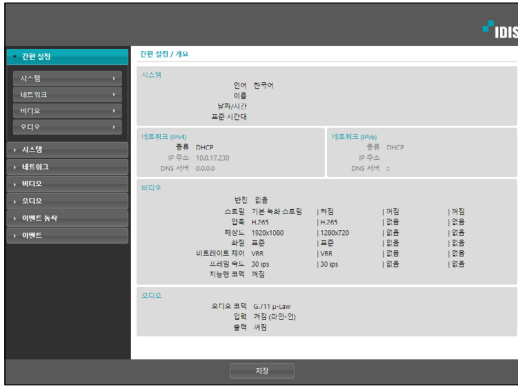 IDIS
간편 설정
시스템
네트워크
비디오
오디오
시스템
네트워크
비디오
오디오
이벤트 동작
이벤트
간편 설정 / 개요
시스템
언어 한국어
이름
날짜/시간
표준 시간대
네트워크 (IPv4)
종류 DHCP
IP 주소 10.0.17.230
DNS 서버 0.0.0.0
네트워크 (IPv6)
종류 DHCP
IP 주소
DNS 서버 ::
비디오
반전 없음
스트림 기본 녹화 스트림 | 켜짐 | 꺼짐 | 꺼짐
압축 H.265 | H.265 | 없음 | 없음
해상도 1920x1080 | 1280x720 | 없음 | 없음
화질 표준 | 표준 | 없음 | 없음
비트레이트 제어 VBR | VBR | 없음 | 없음
프레임 속도 30 ips | 30 ips | 없음 | 없음
지능형 코덱 꺼짐
오디오
오디오 코덱 G.711 μ-Law
입력 켜짐 (라인-인)
출력 꺼짐
저장